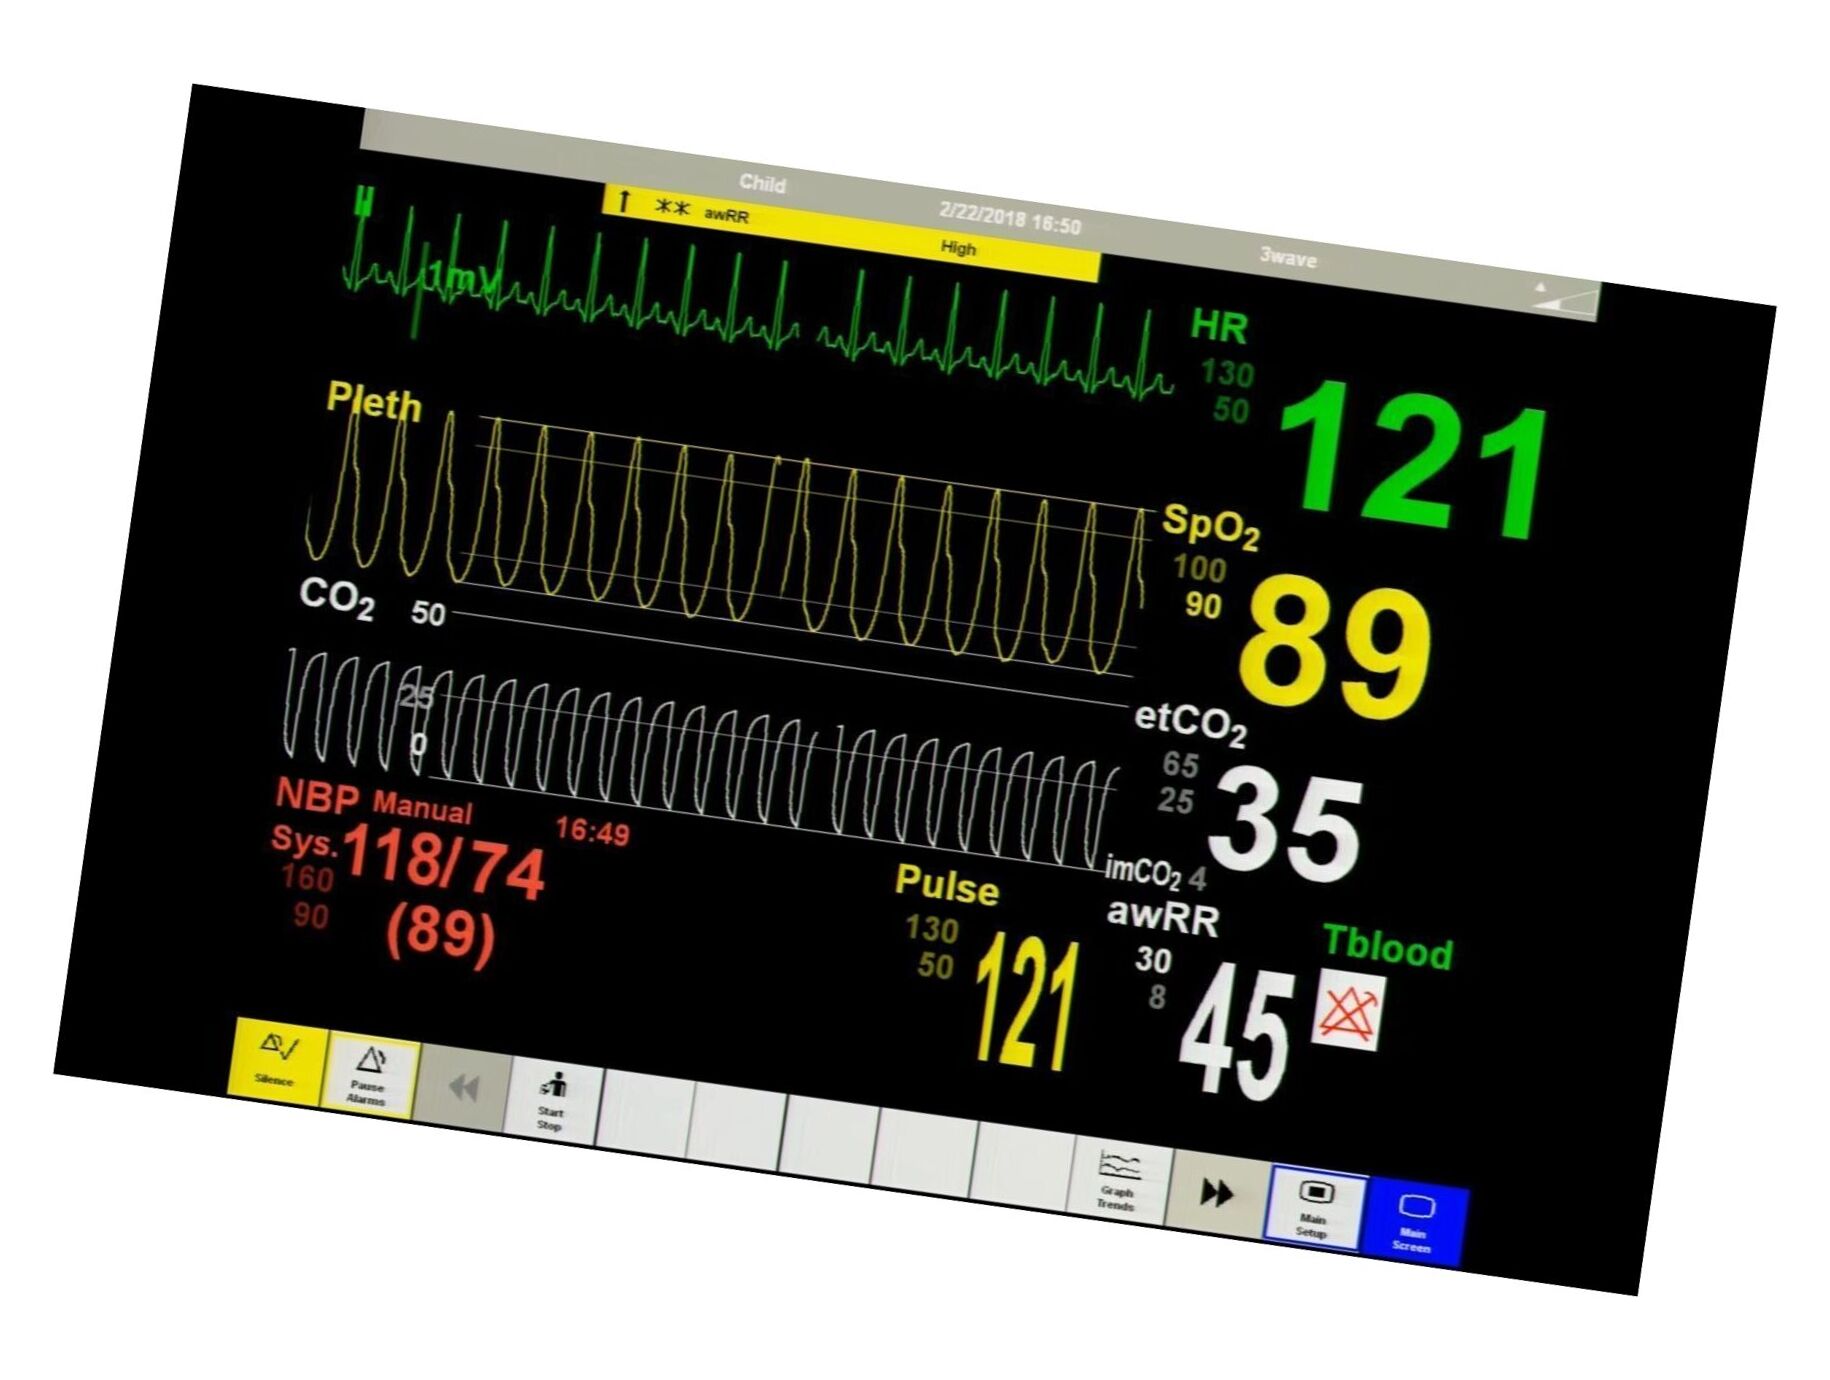 Child
2/22/2018 16:50
3wave
** awRR
High
II
1mV
HR
130
50
121
Pleth
SpO2
100
90
89
CO2
50
25
0
etCO2
65
25
35
imCO2 4
NBP Manual
16:49
Sys.
118/74
160
90
(89)
Pulse
130
50
121
awRR
30
8
45
Tblood
Silence
Pause
Alarms
Start
Stop
Graph
Trends
Main
Setup
Main
Screen